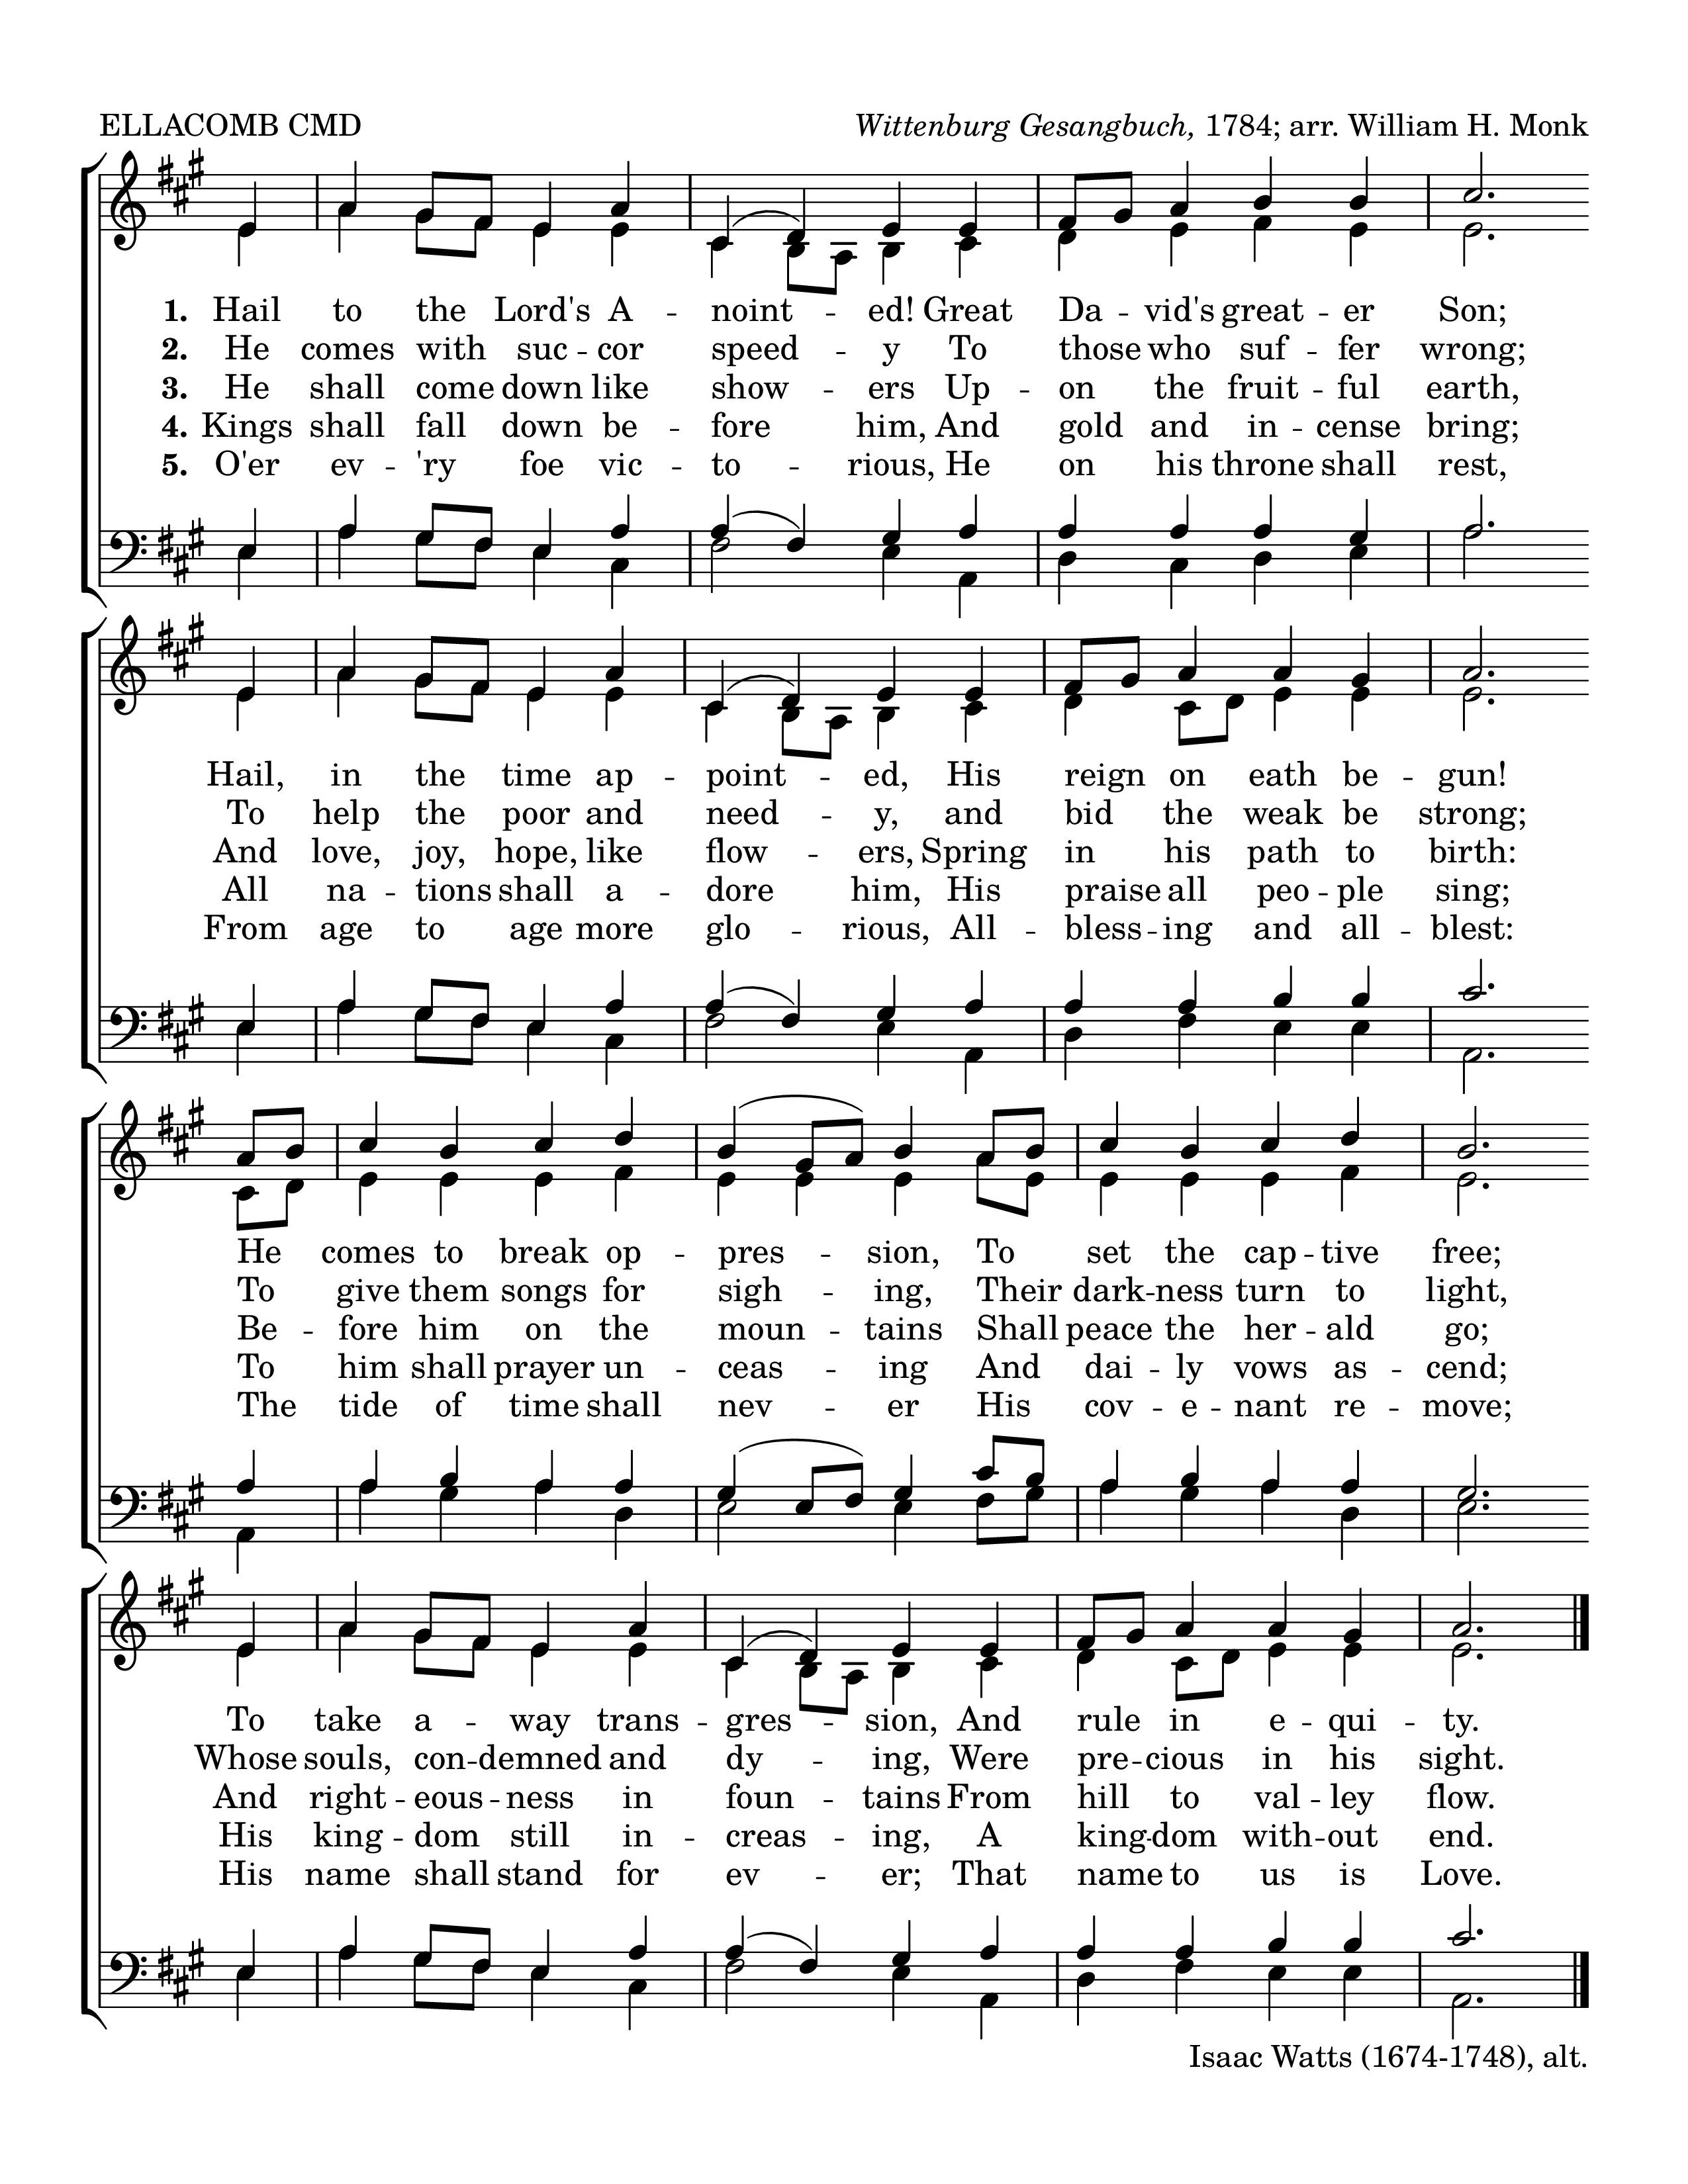 ELLACOMB CMD
Wittenburg Gesangbuch, 1784; arr. William H. Monk
1. Hail to the Lord's A -- noint -- ed! Great Da -- vid's great -- er Son;
2. He comes with suc -- cor speed -- y To those who suf -- fer wrong;
3. He shall come down like show -- ers Up -- on the fruit -- ful earth,
4. Kings shall fall down be -- fore him, And gold and in -- cense bring;
5. O'er ev -- 'ry foe vic -- to -- rious, He on his throne shall rest,
Hail, in the time ap -- point -- ed, His reign on eath be -- gun!
To help the poor and need -- y, and bid the weak be strong;
And love, joy, hope, like flow -- ers, Spring in his path to birth:
All na -- tions shall a -- dore him, His praise all peo -- ple sing;
From age to age more glo -- rious, All -- bless -- ing and all -- blest:
He comes to break op -- pres -- sion, To set the cap -- tive free;
To give them songs for sigh -- ing, Their dark -- ness turn to light,
Be -- fore him on the moun -- tains Shall peace the her -- ald go;
To him shall prayer un -- ceas -- ing And dai -- ly vows as -- cend;
The tide of time shall nev -- er His cov -- e -- nant re -- move;
To take a -- way trans -- gres -- sion, And rule in e -- qui -- ty.
Whose souls, con -- demned and dy -- ing, Were pre -- cious in his sight.
And right -- eous -- ness in foun -- tains From hill to val -- ley flow.
His king -- dom still in -- creas -- ing, A king -- dom with -- out end.
His name shall stand for ev -- er; That name to us is Love.
Isaac Watts (1674-1748), alt.